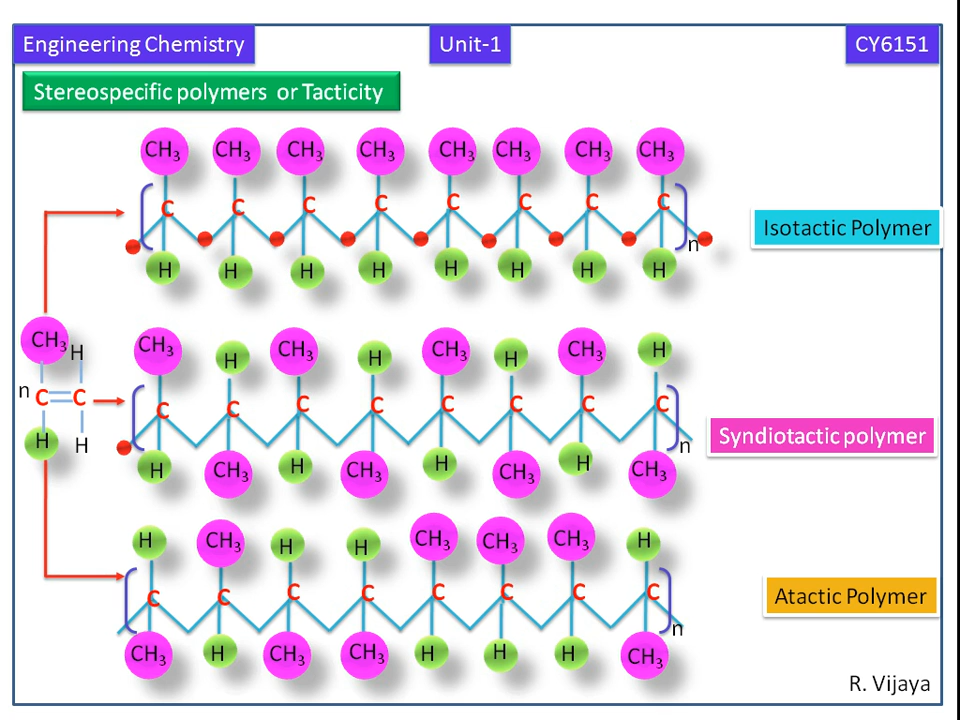 Engineering Chemistry Unit-1 CY6151
Stereospecific polymers or Tacticity
CH3 CH3 CH3 CH3 CH3 CH3 CH3 CH3
C C C C C C C C
Isotactic Polymer
n
H H H H H H H H
CH3 H CH3 H CH3 H CH3 H
CH3 H
n C C
H H
C C C C C C C C
Syndiotactic polymer
n
H CH3 H CH3 H CH3 H CH3
H CH3 H H CH3 CH3 CH3 H
C C C C C C C C
Atactic Polymer
n
CH3 H CH3 CH3 H H H CH3
R. Vijaya